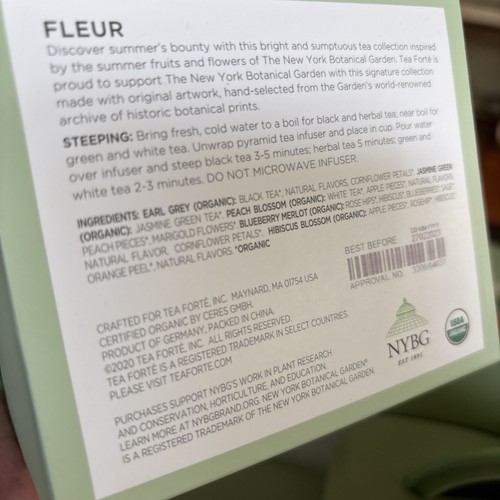 FLEUR
Discover summer's bounty with this bright and sumptuous tea collection inspired
by the summer fruits and flowers of The New York Botanical Garden. Tea Forté is
proud to support The New York Botanical Garden with this signature collection
made with original artwork, hand-selected from the Garden's world-renowned
archive of historic botanical prints.
STEEPING: Bring fresh, cold water to a boil for black and herbal tea; near boil for
green and white tea. Unwrap pyramid tea infuser and place in cup. Pour water
over infuser and steep black tea 3-5 minutes; herbal tea 5 minutes; green and
white tea 2-3 minutes. DO NOT MICROWAVE INFUSER.
INGREDIENTS: EARL GREY (ORGANIC): BLACK TEA*, NATURAL FLAVORS, CORNFLOWER PETALS*. JASMINE GREEN
(ORGANIC): JASMINE GREEN TEA*. PEACH BLOSSOM (ORGANIC): WHITE TEA*, APPLE PIECES*, NATURAL FLAVORS,
PEACH PIECES*, MARIGOLD FLOWERS*. BLUEBERRY MERLOT (ORGANIC): ROSE HIPS*, HIBISCUS*, BLUEBERRIES*, SAGE*,
NATURAL FLAVOR, CORNFLOWER PETALS*. HIBISCUS BLOSSOM (ORGANIC): APPLE PIECES*, ROSEHIP*, HIBISCUS*,
ORANGE PEEL*, NATURAL FLAVORS. *ORGANIC
BEST BEFORE
APPROVAL NO.
CRAFTED FOR TEA FORTÉ, INC. MAYNARD, MA 01754 USA
CERTIFIED ORGANIC BY CERES GMBH.
PRODUCT OF GERMANY, PACKED IN CHINA.
©2020 TEA FORTÉ, INC. ALL RIGHTS RESERVED.
TEA FORTÉ IS A REGISTERED TRADEMARK IN SELECT COUNTRIES.
PLEASE VISIT TEAFORTE.COM
NYBG
EST 1891
USDA
ORGANIC
PURCHASES SUPPORT NYBG'S WORK IN PLANT RESEARCH
AND CONSERVATION, HORTICULTURE, AND EDUCATION.
LEARN MORE AT NYBGBRAND.ORG. NEW YORK BOTANICAL GARDEN®
IS A REGISTERED TRADEMARK OF THE NEW YORK BOTANICAL GARDEN.